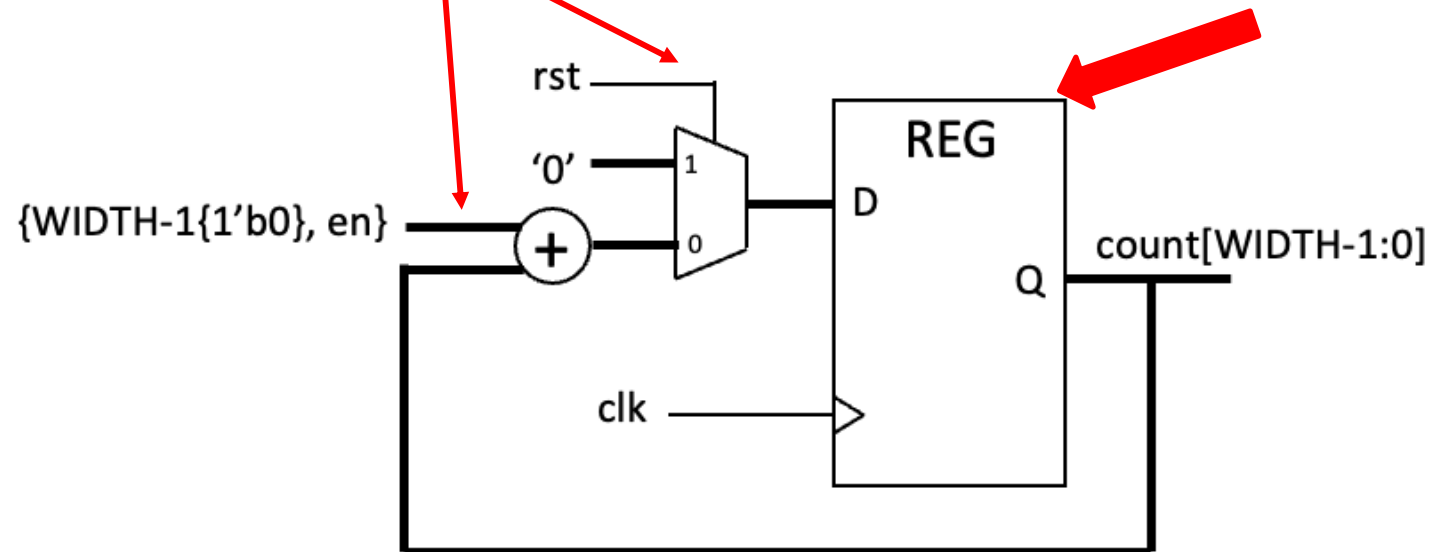 rst
REG
‘0’
1
D
{WIDTH-1{1’b0}, en}
+
0
count[WIDTH-1:0]
Q
clk